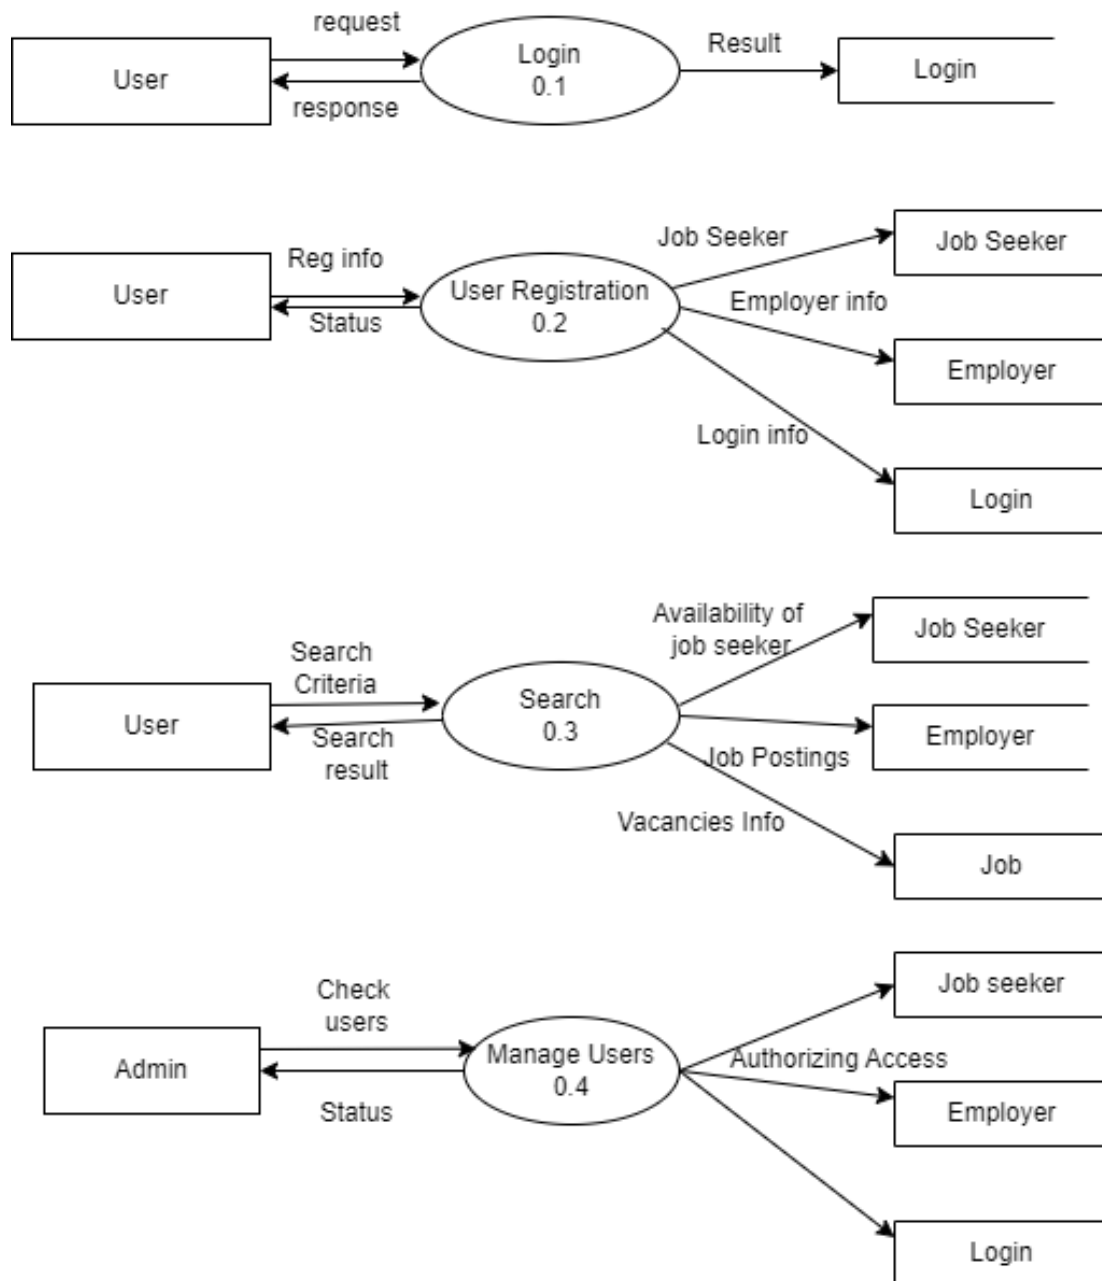 request
User
Login
0.1
Result
Login
response
Job Seeker
Job Seeker
Reg info
User
User Registration
0.2
Employer info
Status
Employer
Login info
Login
Availability of
job seeker
Job Seeker
Search
Criteria
User
Search
0.3
Employer
Search
result
Job Postings
Vacancies Info
Job
Job seeker
Check
users
Admin
Manage Users
0.4
Authorizing Access
Status
Employer
Login